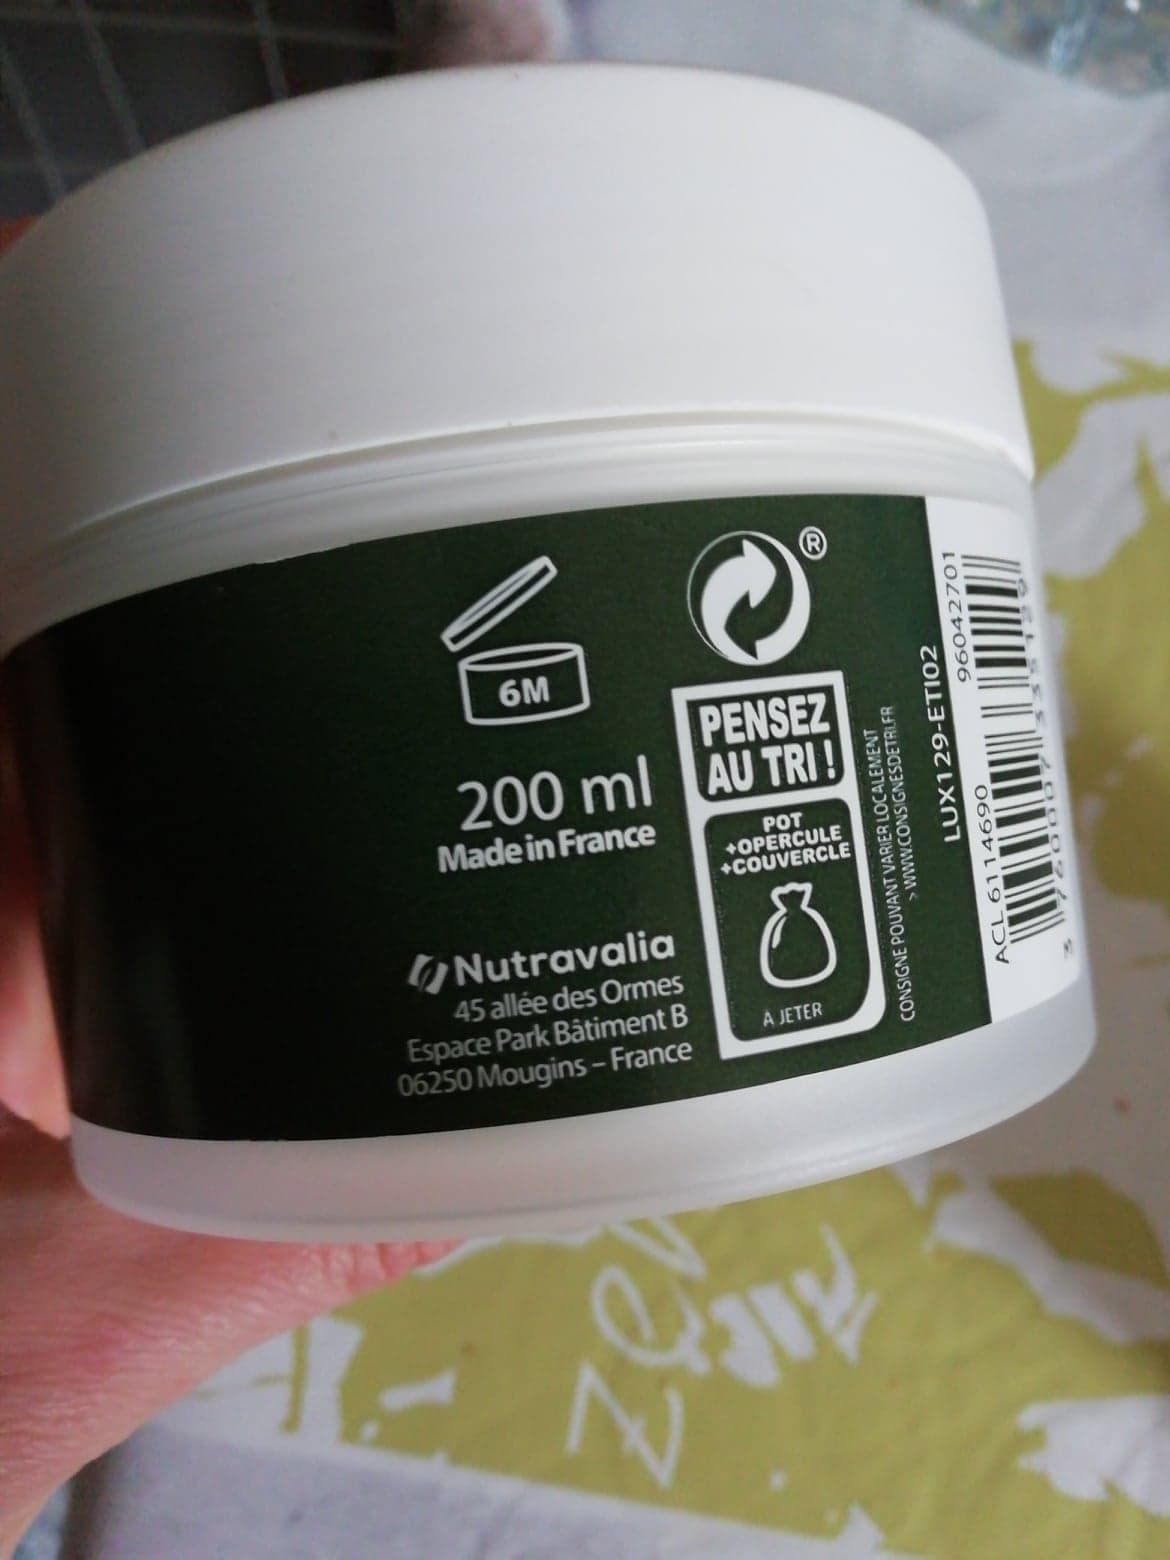 6M
200 ml
Made in France
Nutravalia
45 allée des Ormes
Espace Park Bâtiment B
06250 Mougins – France
®
PENSEZ
AU TRI !
POT
+OPERCULE
+COUVERCLE
À JETER
CONSIGNE POUVANT VARIER LOCALEMENT
> WWW.CONSIGNESDETRI.FR
LUX129-ETI02
96042701
ACL 6114690